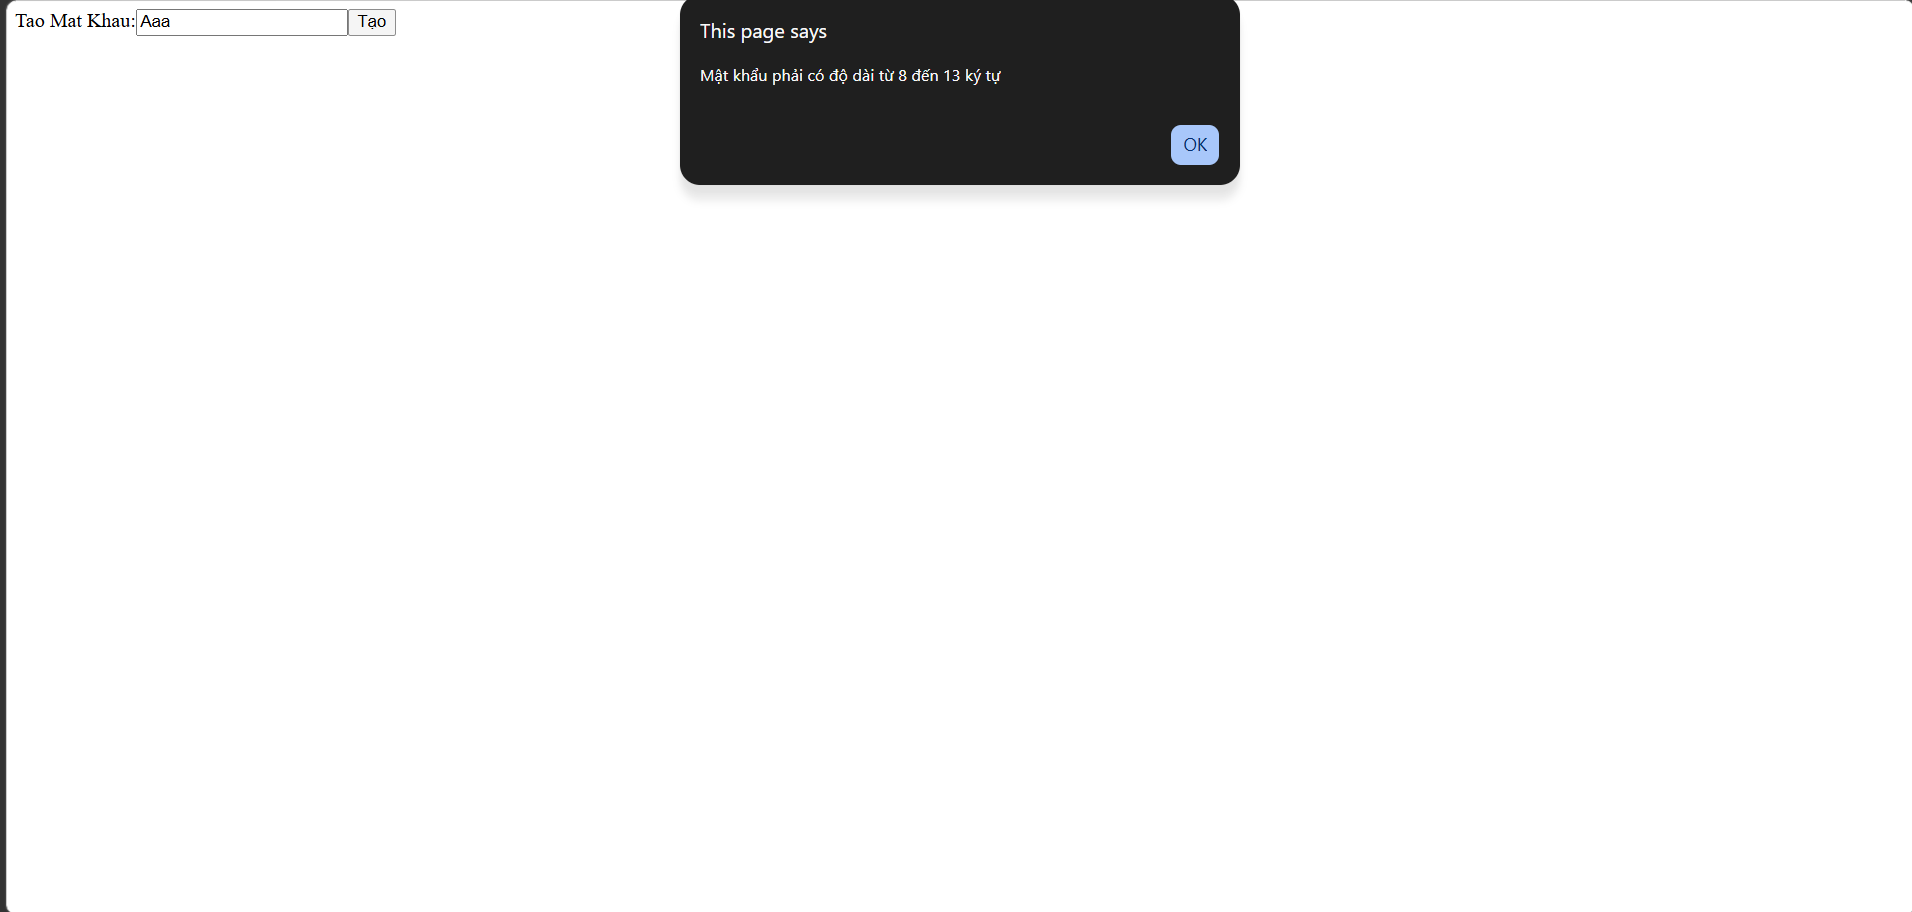 Tao Mat Khau:Aaa Tạo
This page says
Mật khẩu phải có độ dài từ 8 đến 13 ký tự
OK